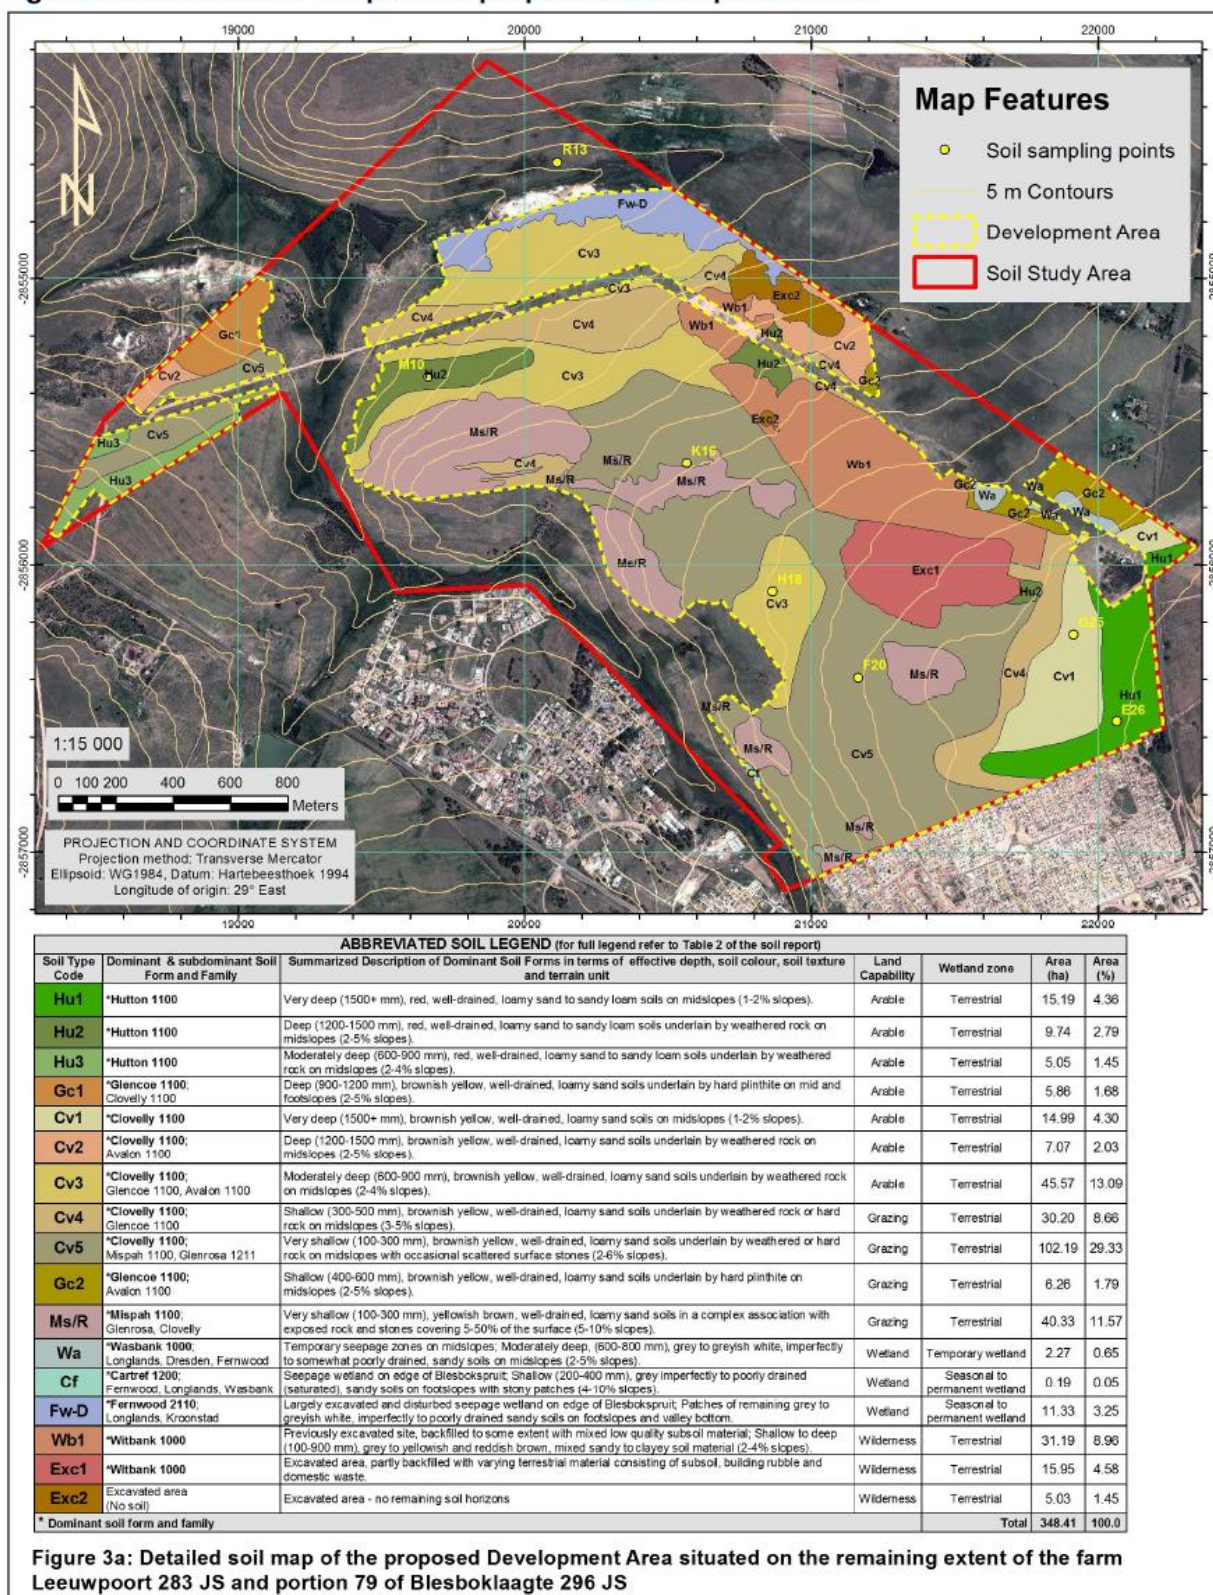 19000
20000
21000
22000
Map Features
Soil sampling points
5 m Contours
Development Area
Soil Study Area
N
R13
Fw-D
Cv3
-2855000
-2855000
Cv4
Exc2
Cv3
Wb1
Wb1
Gc1
Cv4
Cv4
Hu2
Cv2
Cv5
M10
Hu2
Cv3
Hu2
Cv4
Cv4
Gc2
Cv2
Exc2
Hu3
Cv5
Ms/R
K16
Ms/R
Cv4
Ms/R
Ms/R
Wb1
Hu3
Gc2
Wa
Wa
Gc2
Gc2
Wa
Wa
Cv1
Hu1
-2856000
-2856000
Ms/R
Exc1
H18
Cv3
Hu2
G25
F20
Ms/R
Cv4
Cv1
Hu1
E26
Ms/R
Ms/R
Cv5
Cf
Ms/R
Ms/R
-2857000
-2857000
1:15 000
0 100 200 400 600 800
Meters
PROJECTION AND COORDINATE SYSTEM
Projection method: Transverse Mercator
Ellipsoid: WG1984, Datum: Hartebeesthoek 1994
Longitude of origin: 29° East
19000
20000
21000
22000
ABBREVIATED SOIL LEGEND (for full legend refer to Table 2 of the soil report)
Soil Type Code Dominant & subdominant Soil Form and Family Summarized Description of Dominant Soil Forms in terms of effective depth, soil colour, soil texture and terrain unit Land Capability Wetland zone Area (ha) Area (%)
Hu1 *Hutton 1100 Very deep (1500+ mm), red, well-drained, loamy sand to sandy loam soils on midslopes (1-2% slopes). Arable Terrestrial 15.19 4.36
Hu2 *Hutton 1100 Deep (1200-1500 mm), red, well-drained, loamy sand to sandy loam soils underlain by weathered rock on midslopes (2-5% slopes). Arable Terrestrial 9.74 2.79
Hu3 *Hutton 1100 Moderately deep (600-900 mm), red, well-drained, loamy sand to sandy loam soils underlain by weathered rock on midslopes (2-4% slopes). Arable Terrestrial 5.05 1.45
Gc1 *Glencoe 1100; Clovelly 1100 Deep (900-1200 mm), brownish yellow, well-drained, loamy sand soils underlain by hard plinthite on mid and footslopes (2-5% slopes). Arable Terrestrial 5.86 1.68
Cv1 *Clovelly 1100 Very deep (1500+ mm), brownish yellow, well-drained, loamy sand soils on midslopes (1-2% slopes). Arable Terrestrial 14.99 4.30
Cv2 *Clovelly 1100; Avalon 1100 Deep (1200-1500 mm), brownish yellow, well-drained, loamy sand soils underlain by weathered rock on midslopes (2-5% slopes). Arable Terrestrial 7.07 2.03
Cv3 *Clovelly 1100; Glencoe 1100, Avalon 1100 Moderately deep (600-900 mm), brownish yellow, well-drained, loamy sand soils underlain by weathered rock on midslopes (2-4% slopes). Arable Terrestrial 45.57 13.09
Cv4 *Clovelly 1100; Glencoe 1100 Shallow (300-500 mm), brownish yellow, well-drained, loamy sand soils underlain by weathered rock or hard rock on midslopes (3-5% slopes). Grazing Terrestrial 30.20 8.66
Cv5 *Clovelly 1100; Mispah 1100, Glenrosa 1211 Very shallow (100-300 mm), brownish yellow, well-drained, loamy sand soils underlain by weathered or hard rock on midslopes with occasional scattered surface stones (2-6% slopes). Grazing Terrestrial 102.19 29.33
Gc2 *Glencoe 1100; Avalon 1100 Shallow (400-600 mm), brownish yellow, well-drained, loamy sand soils underlain by hard plinthite on midslopes (2-5% slopes). Grazing Terrestrial 6.26 1.79
Ms/R *Mispah 1100; Glenrosa, Clovelly Very shallow (100-300 mm), yellowish brown, well-drained, loamy sand soils in a complex association with exposed rock and stones covering 5-50% of the surface (5-10% slopes). Grazing Terrestrial 40.33 11.57
Wa *Wasbank 1000; Longlands, Dresden, Fernwood Temporary seepage zones on midslopes; Moderately deep, (600-800 mm), grey to greyish white, imperfectly to somewhat poorly drained, sandy soils on midslopes (2-5% slopes). Wetland Temporary wetland 2.27 0.65
Cf *Cartref 1200; Fernwood, Longlands, Wasbank Seepage wetland on edge of Blesbokspruit; Shallow (200-400 mm), grey imperfectly to poorly drained (saturated), sandy soils on footslopes with stony patches (4-10% slopes). Wetland Seasonal to permanent wetland 0.19 0.05
Fw-D *Fernwood 2110; Longlands, Kroonstad Largely excavated and disturbed seepage wetland on edge of Blesbokspruit; Patches of remaining grey to greyish white, imperfectly to poorly drained sandy soils on footslopes and valley bottom. Wetland Seasonal to permanent wetland 11.33 3.25
Wb1 *Witbank 1000 Previously excavated site, backfilled to some extent with mixed low quality subsoil material; Shallow to deep (100-900 mm), grey to yellowish and reddish brown, mixed sandy to clayey soil material (2-4% slopes). Wilderness Terrestrial 31.19 8.96
Exc1 *Witbank 1000 Excavated area, partly backfilled with varying terrestrial material consisting of subsoil, building rubble and domestic waste. Wilderness Terrestrial 15.95 4.58
Exc2 Excavated area (No soil) Excavated area - no remaining soil horizons Wilderness Terrestrial 5.03 1.45
* Dominant soil form and family Total 348.41 100.0
Figure 3a: Detailed soil map of the proposed Development Area situated on the remaining extent of the farm
Leeuwpoort 283 JS and portion 79 of Blesboklaagte 296 JS